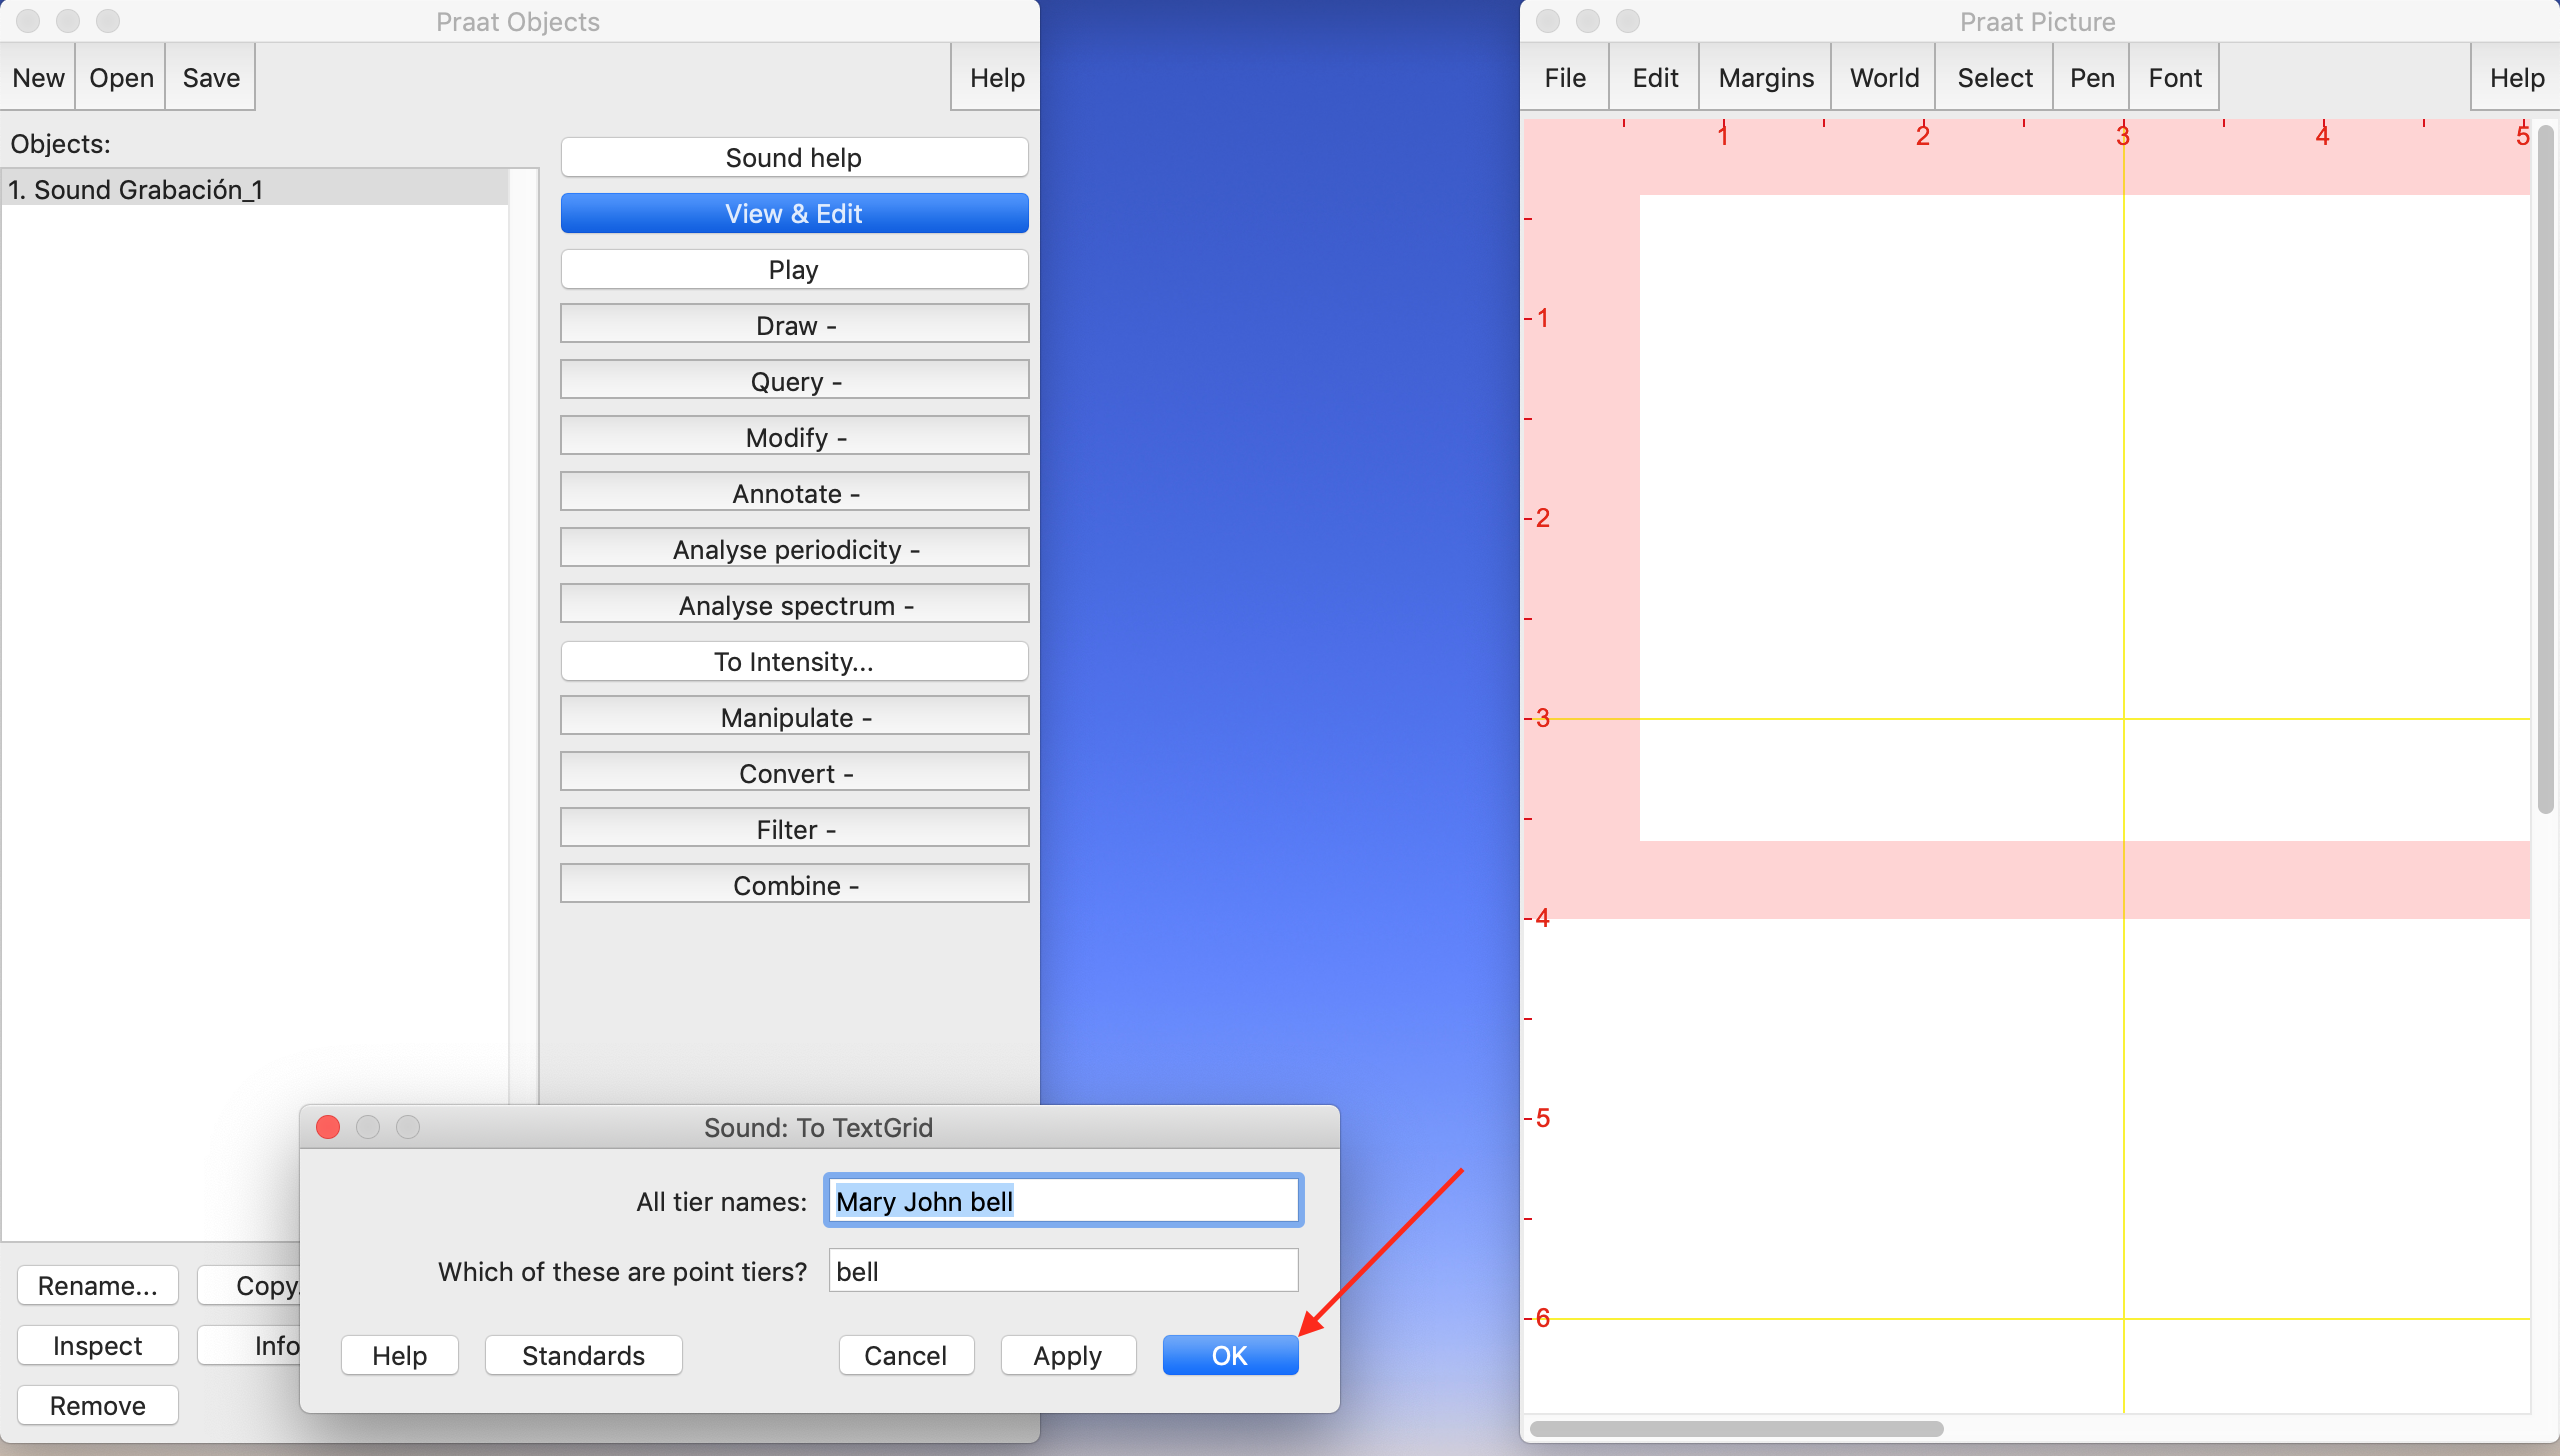 Praat Objects
New Open Save Help
Objects:
1. Sound Grabación_1
Sound help
View & Edit
Play
Draw -
Query -
Modify -
Annotate -
Analyse periodicity -
Analyse spectrum -
To Intensity...
Manipulate -
Convert -
Filter -
Combine -
Rename...
Copy.
Inspect
Info
Remove
Sound: To TextGrid
All tier names: Mary John bell
Which of these are point tiers? bell
Help Standards Cancel Apply OK
Praat Picture
File Edit Margins World Select Pen Font Help
1 2 3 4 5
1
2
3
4
5
6